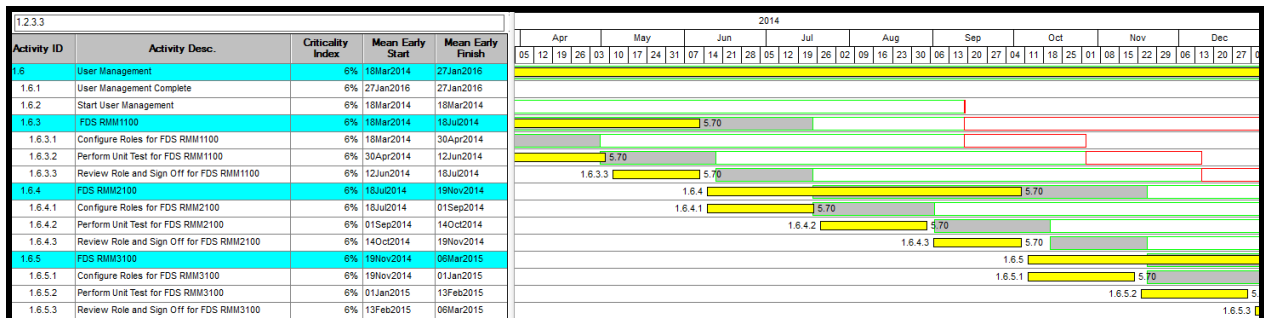 1.2.3.3
2014
Activity ID Activity Desc. Criticality Index Mean Early Start Mean Early Finish
Apr May Jun Jul Aug Sep Oct Nov Dec
05 12 19 26 03 10 17 24 31 07 14 21 28 05 12 19 26 02 09 16 23 30 06 13 20 27 04 11 18 25 01 08 15 22 29 06 13 20 27
1.6 User Management 6% 18Mar2014 27Jan2016
1.6.1 User Management Complete 6% 27Jan2016 27Jan2016
1.6.2 Start User Management 6% 18Mar2014 18Mar2014
1.6.3 FDS RMM1100 6% 18Mar2014 18Jul2014 5.70
1.6.3.1 Configure Roles for FDS RMM1100 6% 18Mar2014 30Apr2014
1.6.3.2 Perform Unit Test for FDS RMM1100 6% 30Apr2014 12Jun2014 5.70
1.6.3.3 Review Role and Sign Off for FDS RMM1100 6% 12Jun2014 18Jul2014 1.6.3.3 5.70
1.6.4 FDS RMM2100 6% 18Jul2014 19Nov2014 1.6.4 5.70
1.6.4.1 Configure Roles for FDS RMM2100 6% 18Jul2014 01Sep2014 1.6.4.1 5.70
1.6.4.2 Perform Unit Test for FDS RMM2100 6% 01Sep2014 14Oct2014 1.6.4.2 5.70
1.6.4.3 Review Role and Sign Off for FDS RMM2100 6% 14Oct2014 19Nov2014 1.6.4.3 5.70
1.6.5 FDS RMM3100 6% 19Nov2014 06Mar2015 1.6.5
1.6.5.1 Configure Roles for FDS RMM3100 6% 19Nov2014 01Jan2015 1.6.5.1 5.70
1.6.5.2 Perform Unit Test for FDS RMM3100 6% 01Jan2015 13Feb2015 1.6.5.2 5.
1.6.5.3 Review Role and Sign Off for FDS RMM3100 6% 13Feb2015 06Mar2015 1.6.5.3